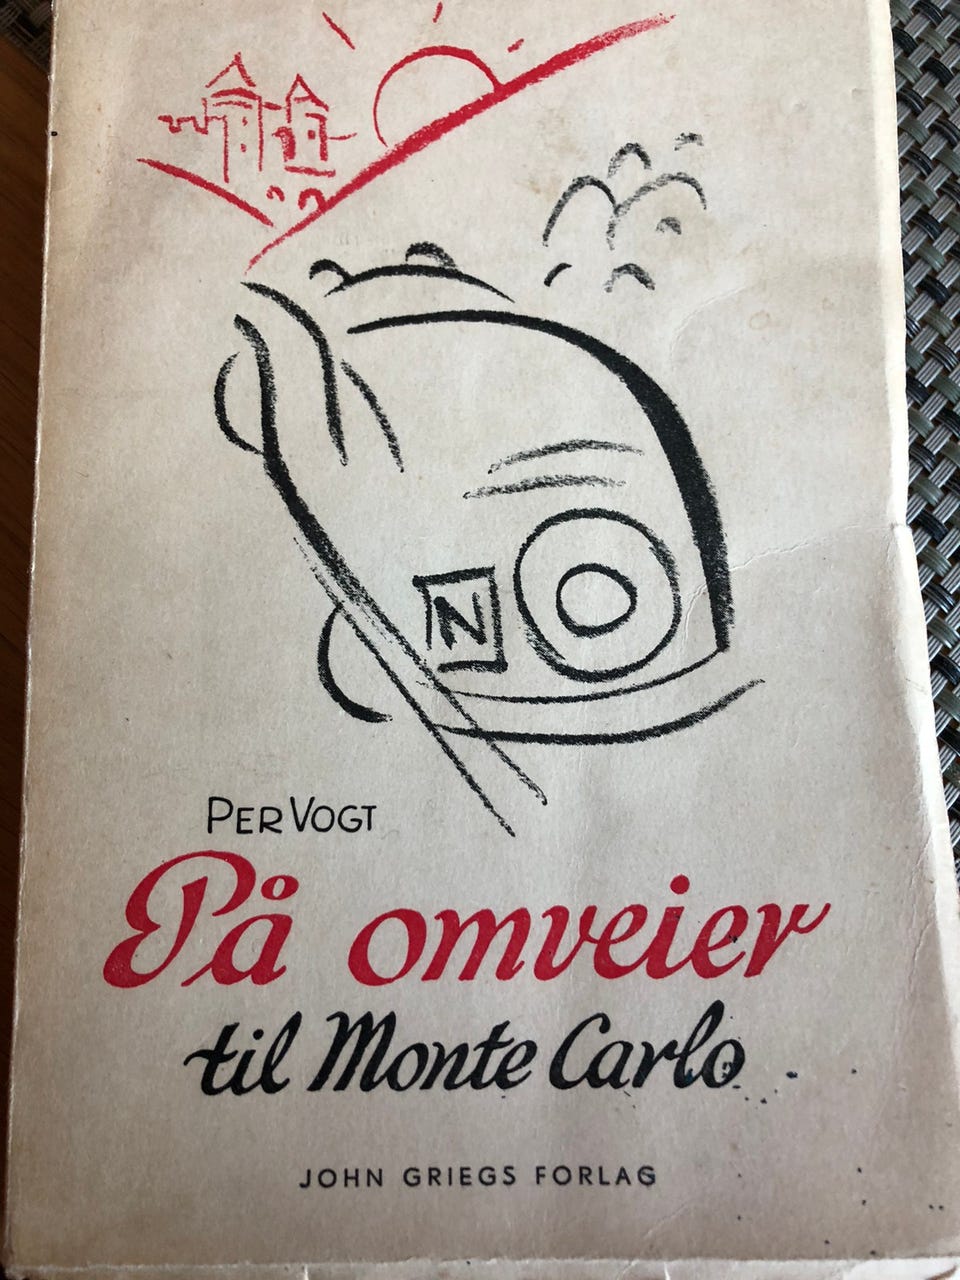 N
PER VOGT
På omveier
til Monte Carlo
JOHN GRIEGS FORLAG